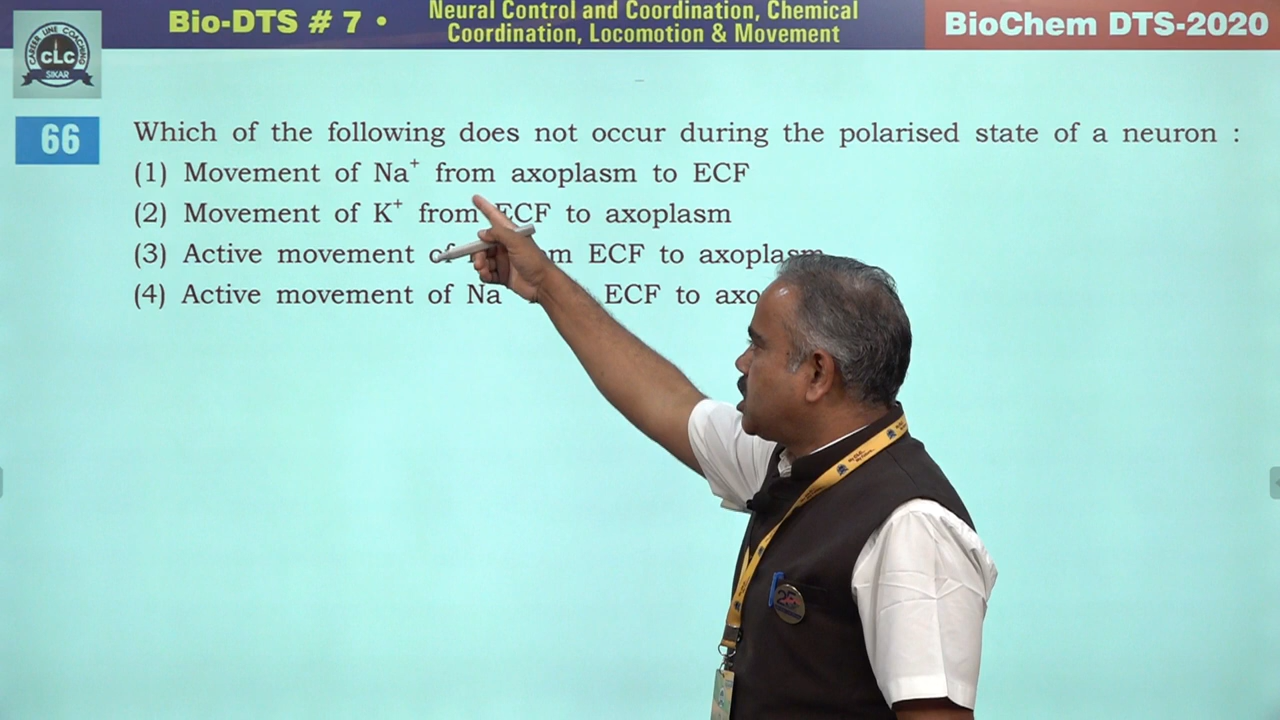 Bio-DTS # 7 •
Neural Control and Coordination, Chemical
Coordination, Locomotion & Movement
BioChem DTS-2020
CAREER LINE COACHING
CLC
SIKAR
66
Which of the following does not occur during the polarised state of a neuron :
(1) Movement of Na⁺ from axoplasm to ECF
(2) Movement of K⁺ from ECF to axoplasm
(3) Active movement of ECF to axoplasm
(4) Active movement of Na ECF to